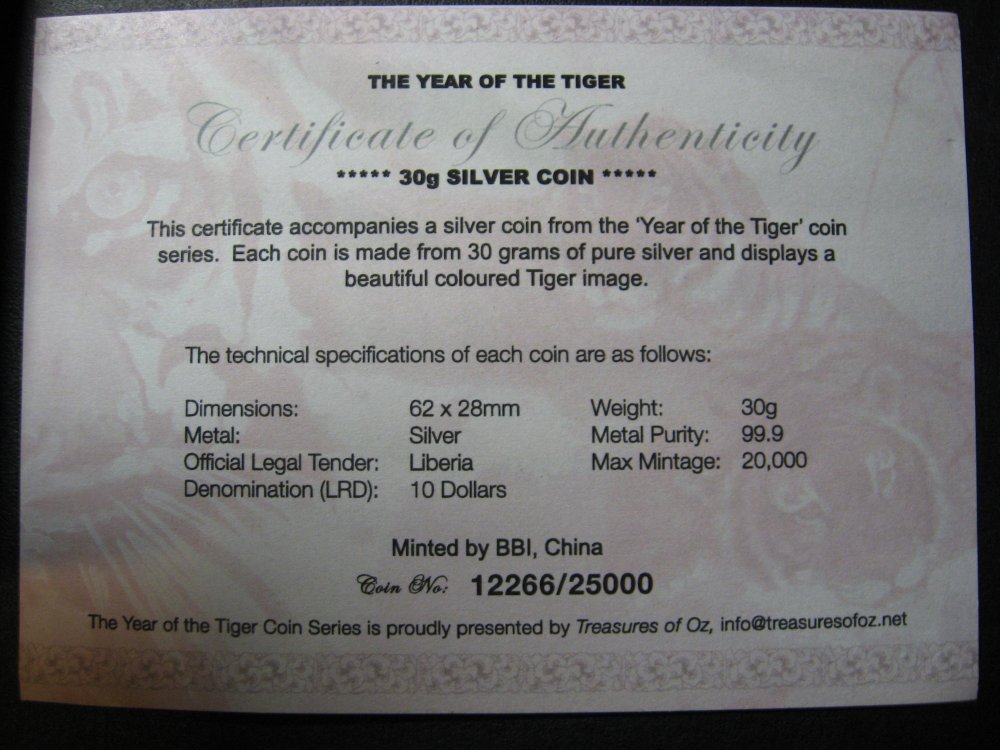 THE YEAR OF THE TIGER
Certificate of Authenticity
***** 30g SILVER COIN *****
This certificate accompanies a silver coin from the ‘Year of the Tiger’ coin
series. Each coin is made from 30 grams of pure silver and displays a
beautiful coloured Tiger image.
The technical specifications of each coin are as follows:
Dimensions: 62 x 28mm Weight: 30g
Metal: Silver Metal Purity: 99.9
Official Legal Tender: Liberia Max Mintage: 20,000
Denomination (LRD): 10 Dollars
Minted by BBI, China
Coin No: 12266/25000
The Year of the Tiger Coin Series is proudly presented by Treasures of Oz, info@treasuresofoz.net